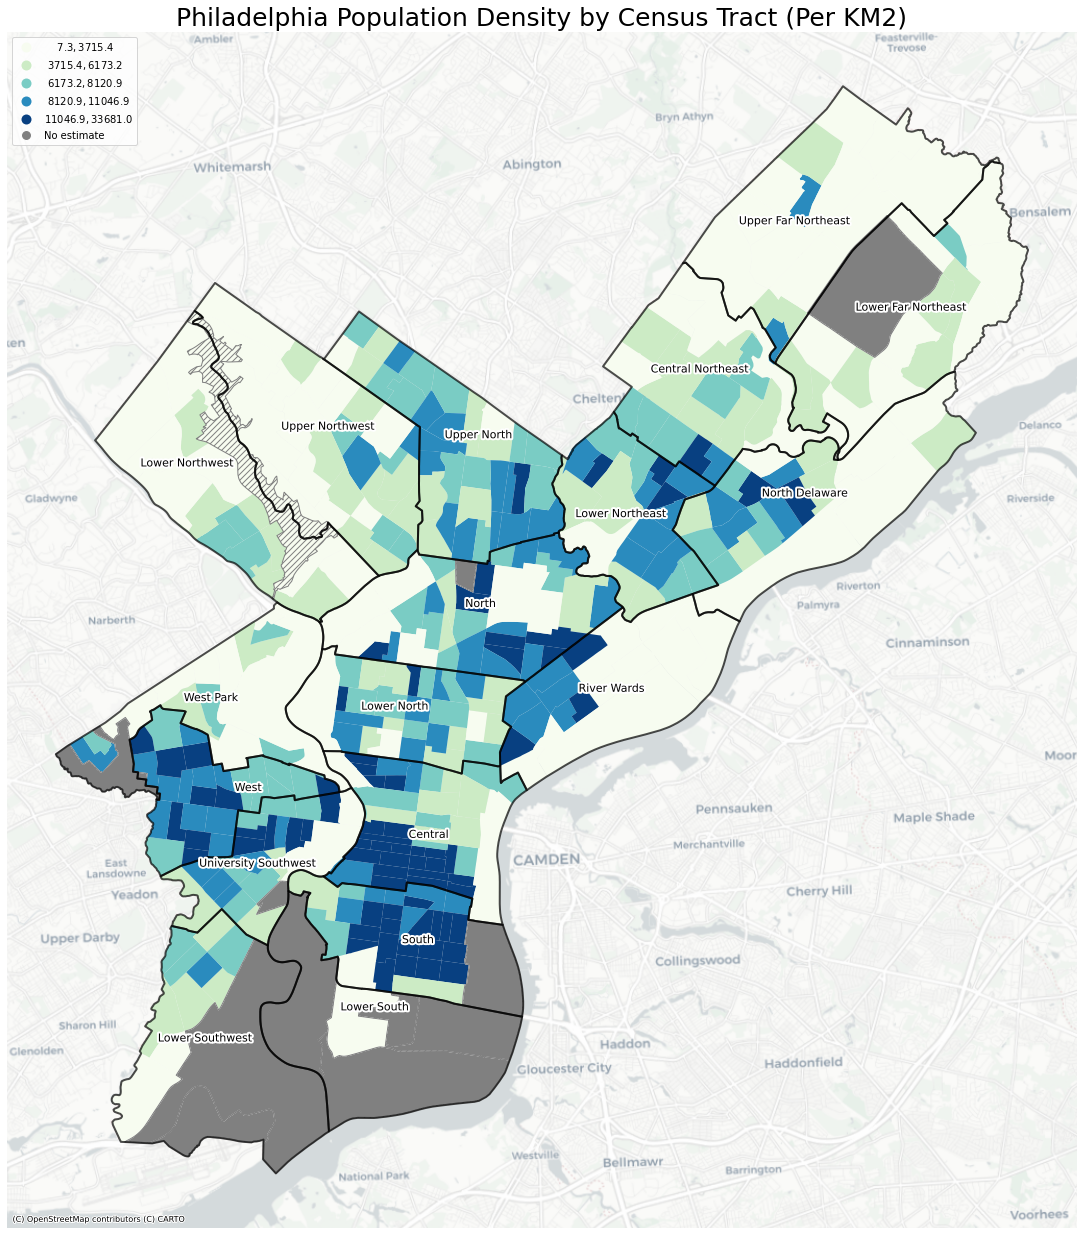 Philadelphia Population Density by Census Tract (Per KM2)
7.3, 3715.4
3715.4, 6173.2
6173.2, 8120.9
8120.9, 11046.9
11046.9, 33681.0
No estimate
Ambler
Feasterville-
Trevose
Bryn Athyn
Whitemarsh
Abington
Bensalem
Upper Far Northeast
Lower Far Northeast
ken
Central Northeast
Chelten
Delanco
Upper Northwest
Upper North
Lower Northwest
North Delaware
Gladwyne
Riverside
Lower Northeast
Riverton
North
Palmyra
Narberth
Cinnaminson
River Wards
West Park
Lower North
Moor
West
Pennsauken
Maple Shade
Central
Merchantville
CAMDEN
University Southwest
East
Lansdowne
Yeadon
Cherry Hill
Upper Darby
South
Collingswood
Lower South
Sharon Hill
Lower Southwest
Haddon
Glenolden
Haddonfield
Gloucester City
Westville
Bellmawr
Barrington
National Park
Voorhees
(C) OpenStreetMap contributors (C) CARTO